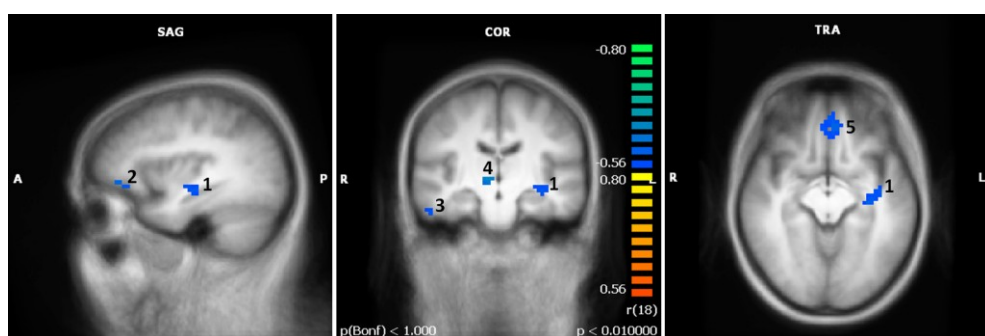 SAG
A
P
2
1
COR
-0.80
-0.56
0.80
R
L
4
1
3
0.56
r(18)
p(Bonf) < 1.000
p < 0.010000
TRA
5
R
L
1